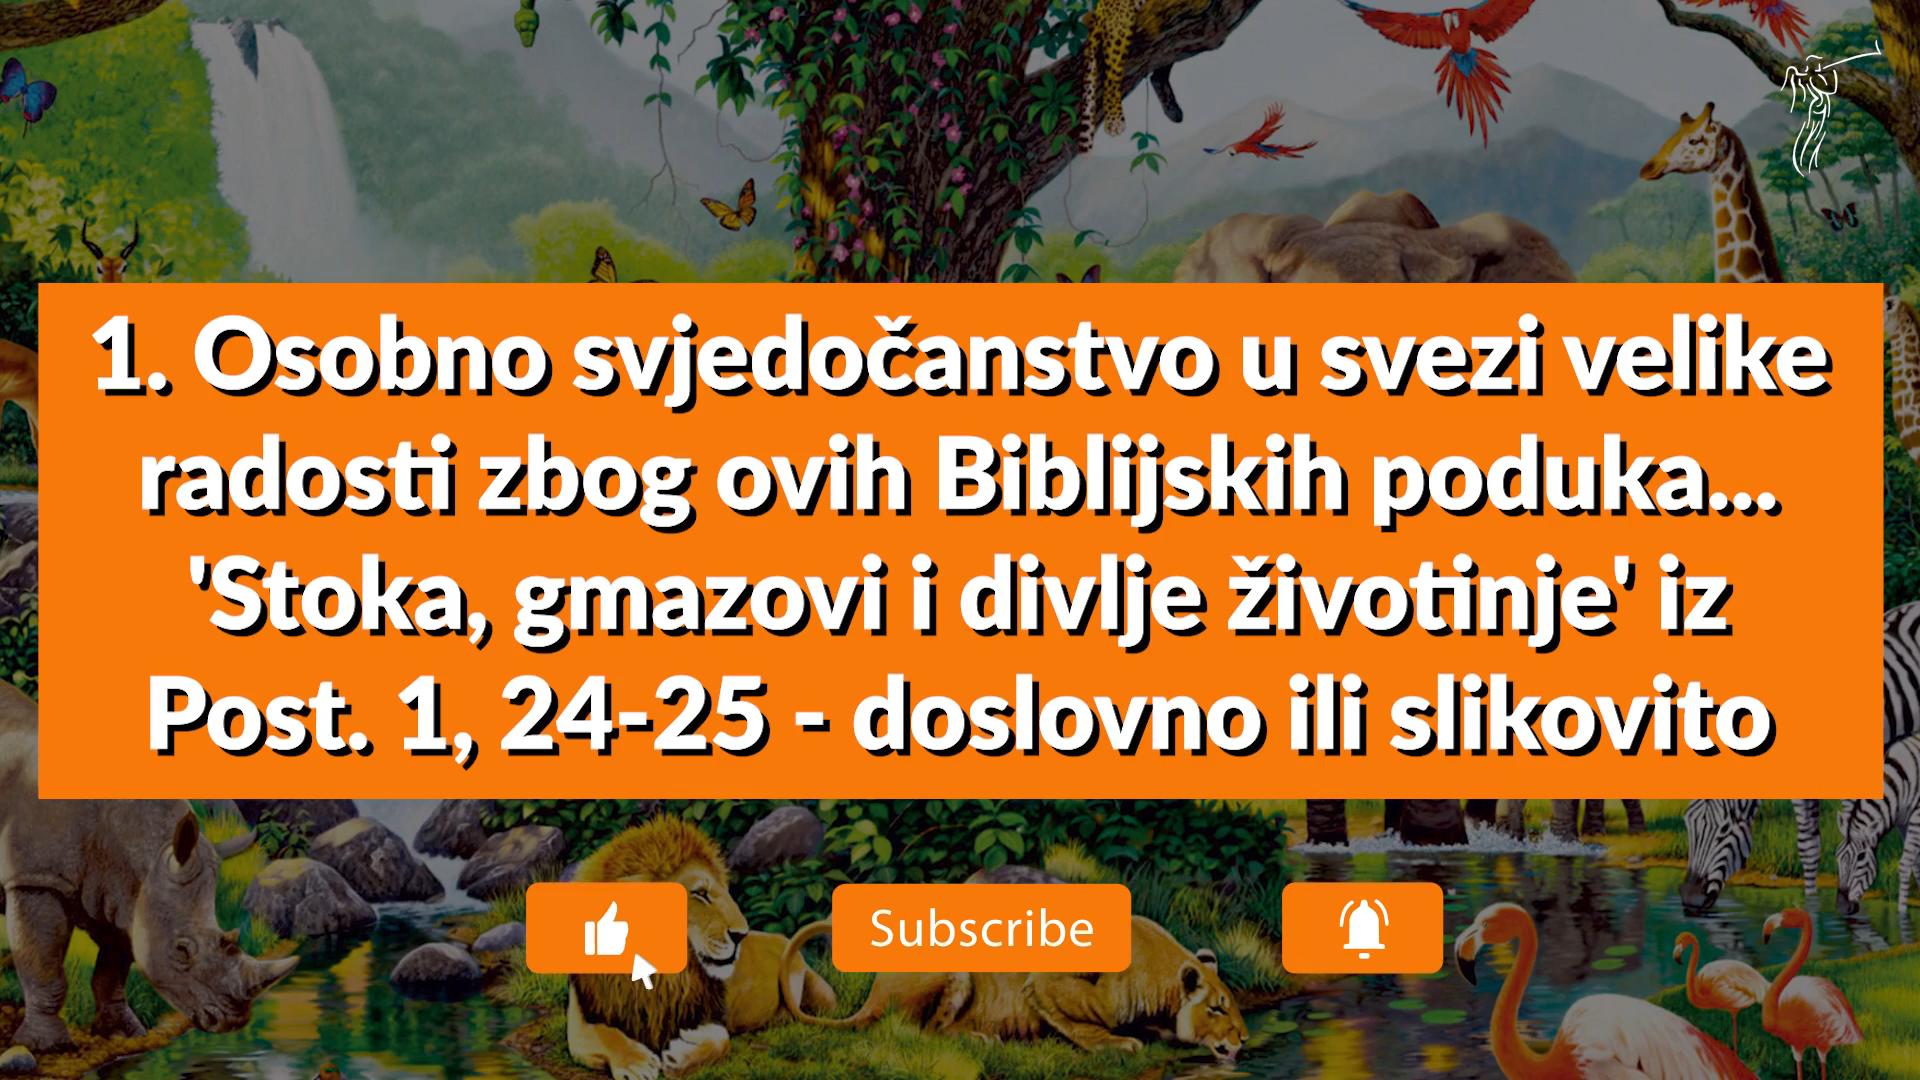 1. Osobno svjedočanstvo u svezi velike
radosti zbog ovih Biblijskih poduka...
'Stoka, gmazovi i divlje životinje' iz
Post. 1, 24-25 - doslovno ili slikovito
Subscribe